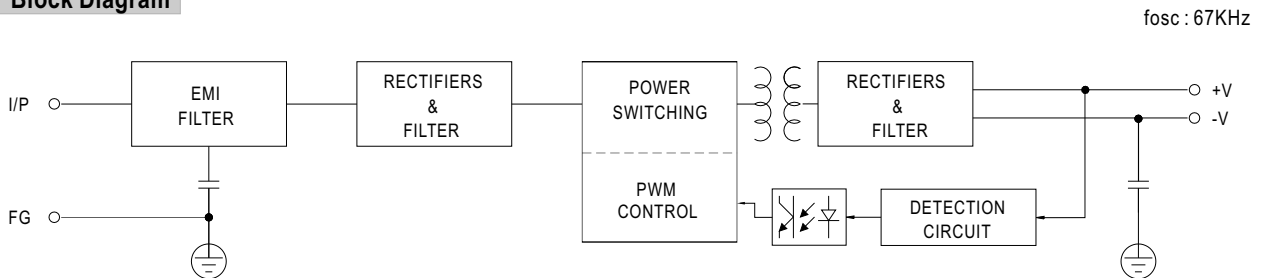 Block Diagram
fosc : 67KHz
I/P
EMI
FILTER
RECTIFIERS
&
FILTER
POWER
SWITCHING
RECTIFIERS
&
FILTER
+V
-V
PWM
CONTROL
DETECTION
CIRCUIT
FG